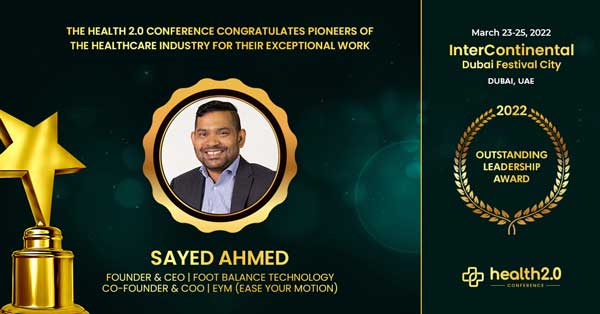 THE HEALTH 2.0 CONFERENCE CONGRATULATES PIONEERS OF
THE HEALTHCARE INDUSTRY FOR THEIR EXCEPTIONAL WORK
SAYED AHMED
FOUNDER & CEO | FOOT BALANCE TECHNOLOGY
CO-FOUNDER & COO | EYM (EASE YOUR MOTION)
March 23-25, 2022
InterContinental
Dubai Festival City
DUBAI, UAE
2022
OUTSTANDING
LEADERSHIP
AWARD
health2.0
CONFERENCE